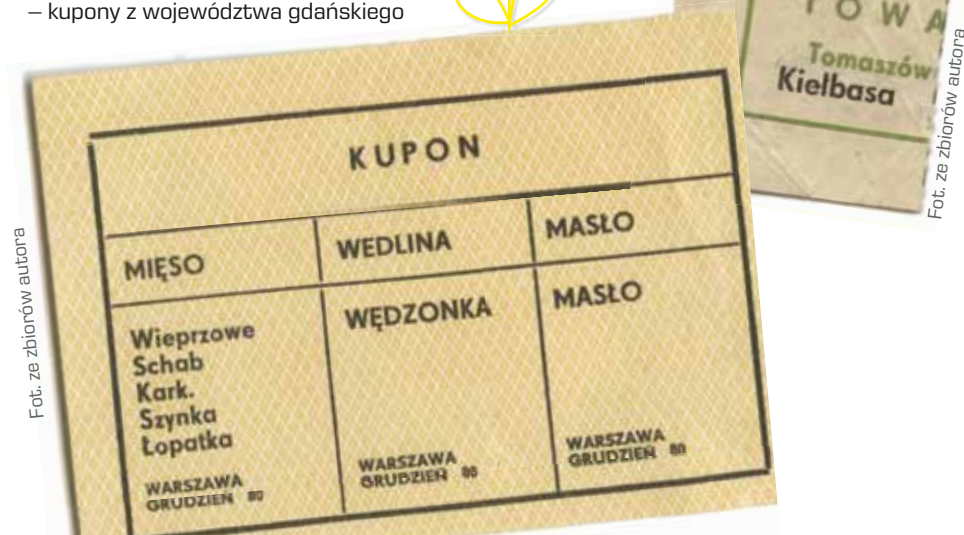 – kupony z województwa gdańskiego
KUPON
MIĘSO
WEDLINA
MASŁO
Wieprzowe
Schab
Kark.
Szynka
Łopatka
WARSZAWA
GRUDZIEŃ 80
WĘDZONKA
WARSZAWA
GRUDZIEŃ 80
MASŁO
WARSZAWA
GRUDZIEŃ 80
Fot. ze zbiorów autora
TOWA
Tomaszów
Kiełbasa
Fot. ze zbiorów autora